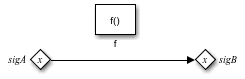 f()
f
sigA x x sigB